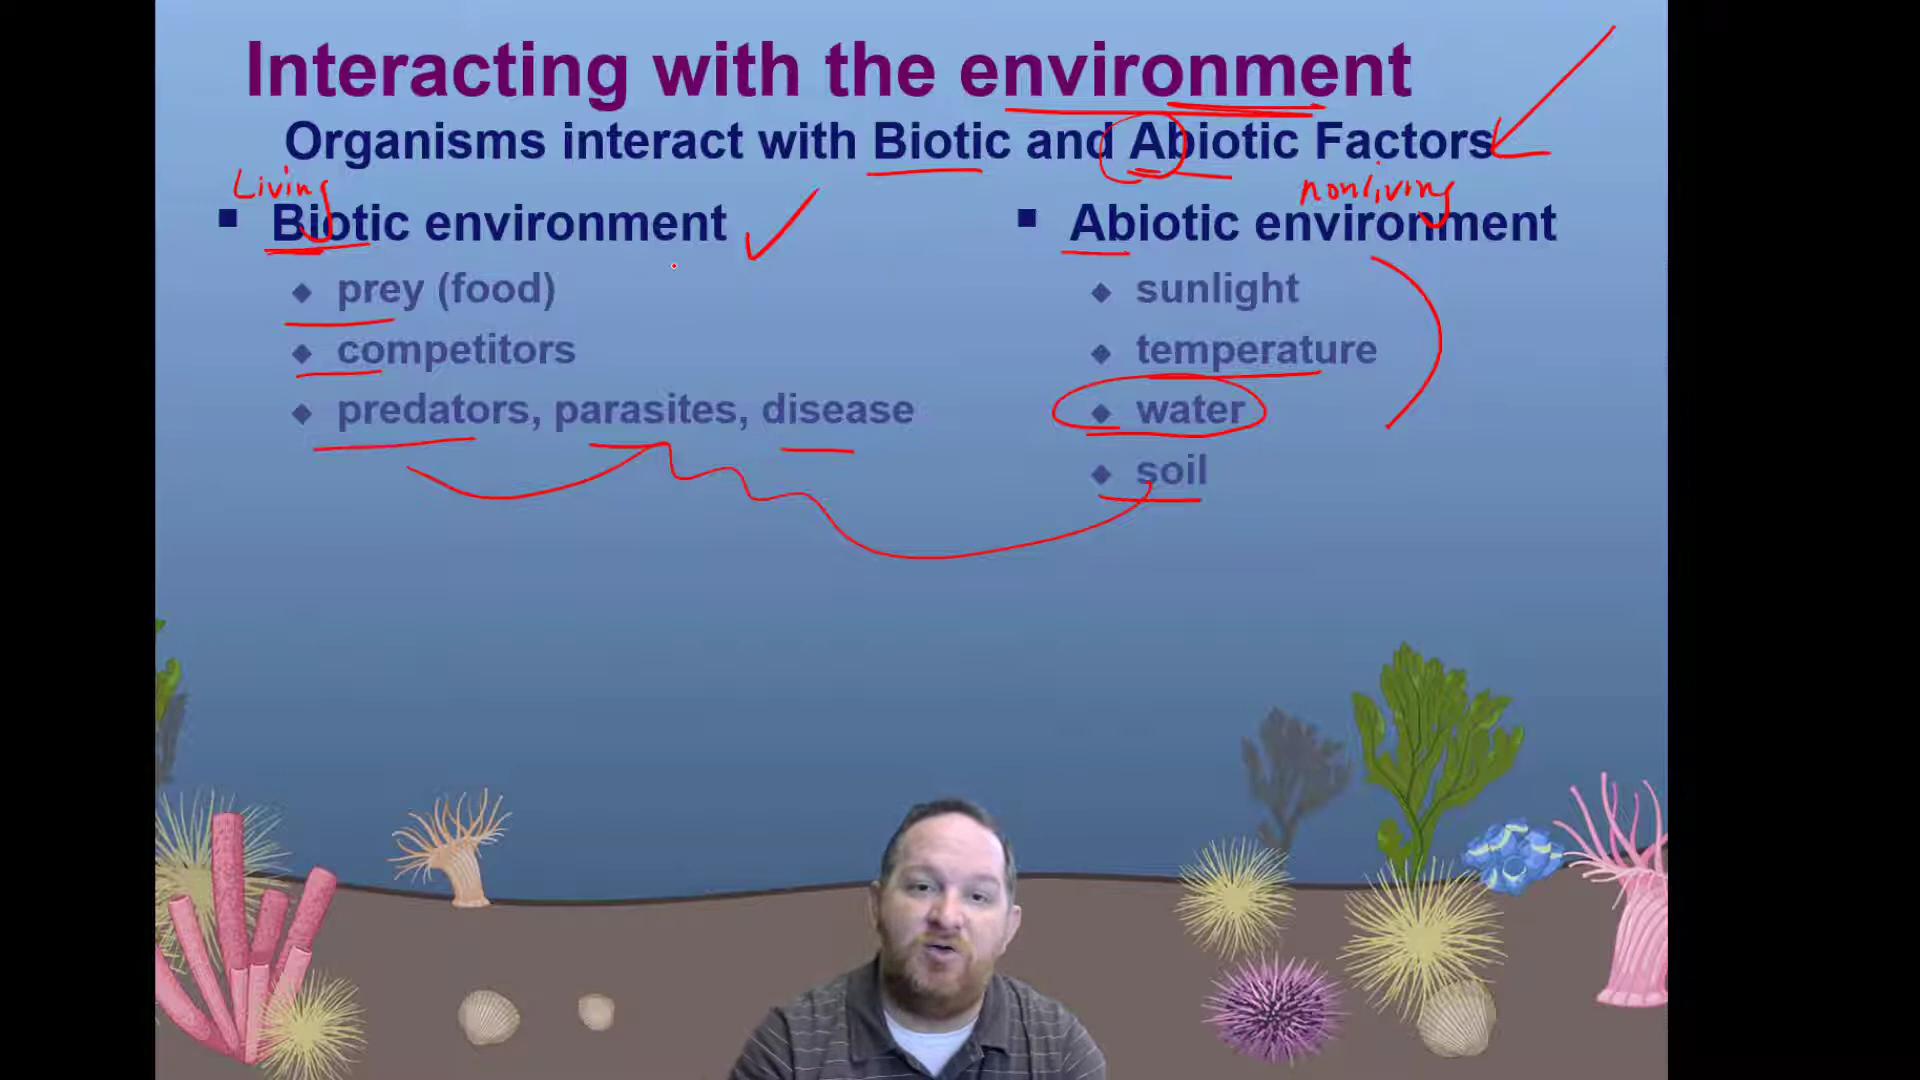 Interacting with the environment
Organisms interact with Biotic and Abiotic Factors
Living
nonliving
▪ Biotic environment
◆ prey (food)
◆ competitors
◆ predators, parasites, disease
▪ Abiotic environment
◆ sunlight
◆ temperature
◆ water
◆ soil